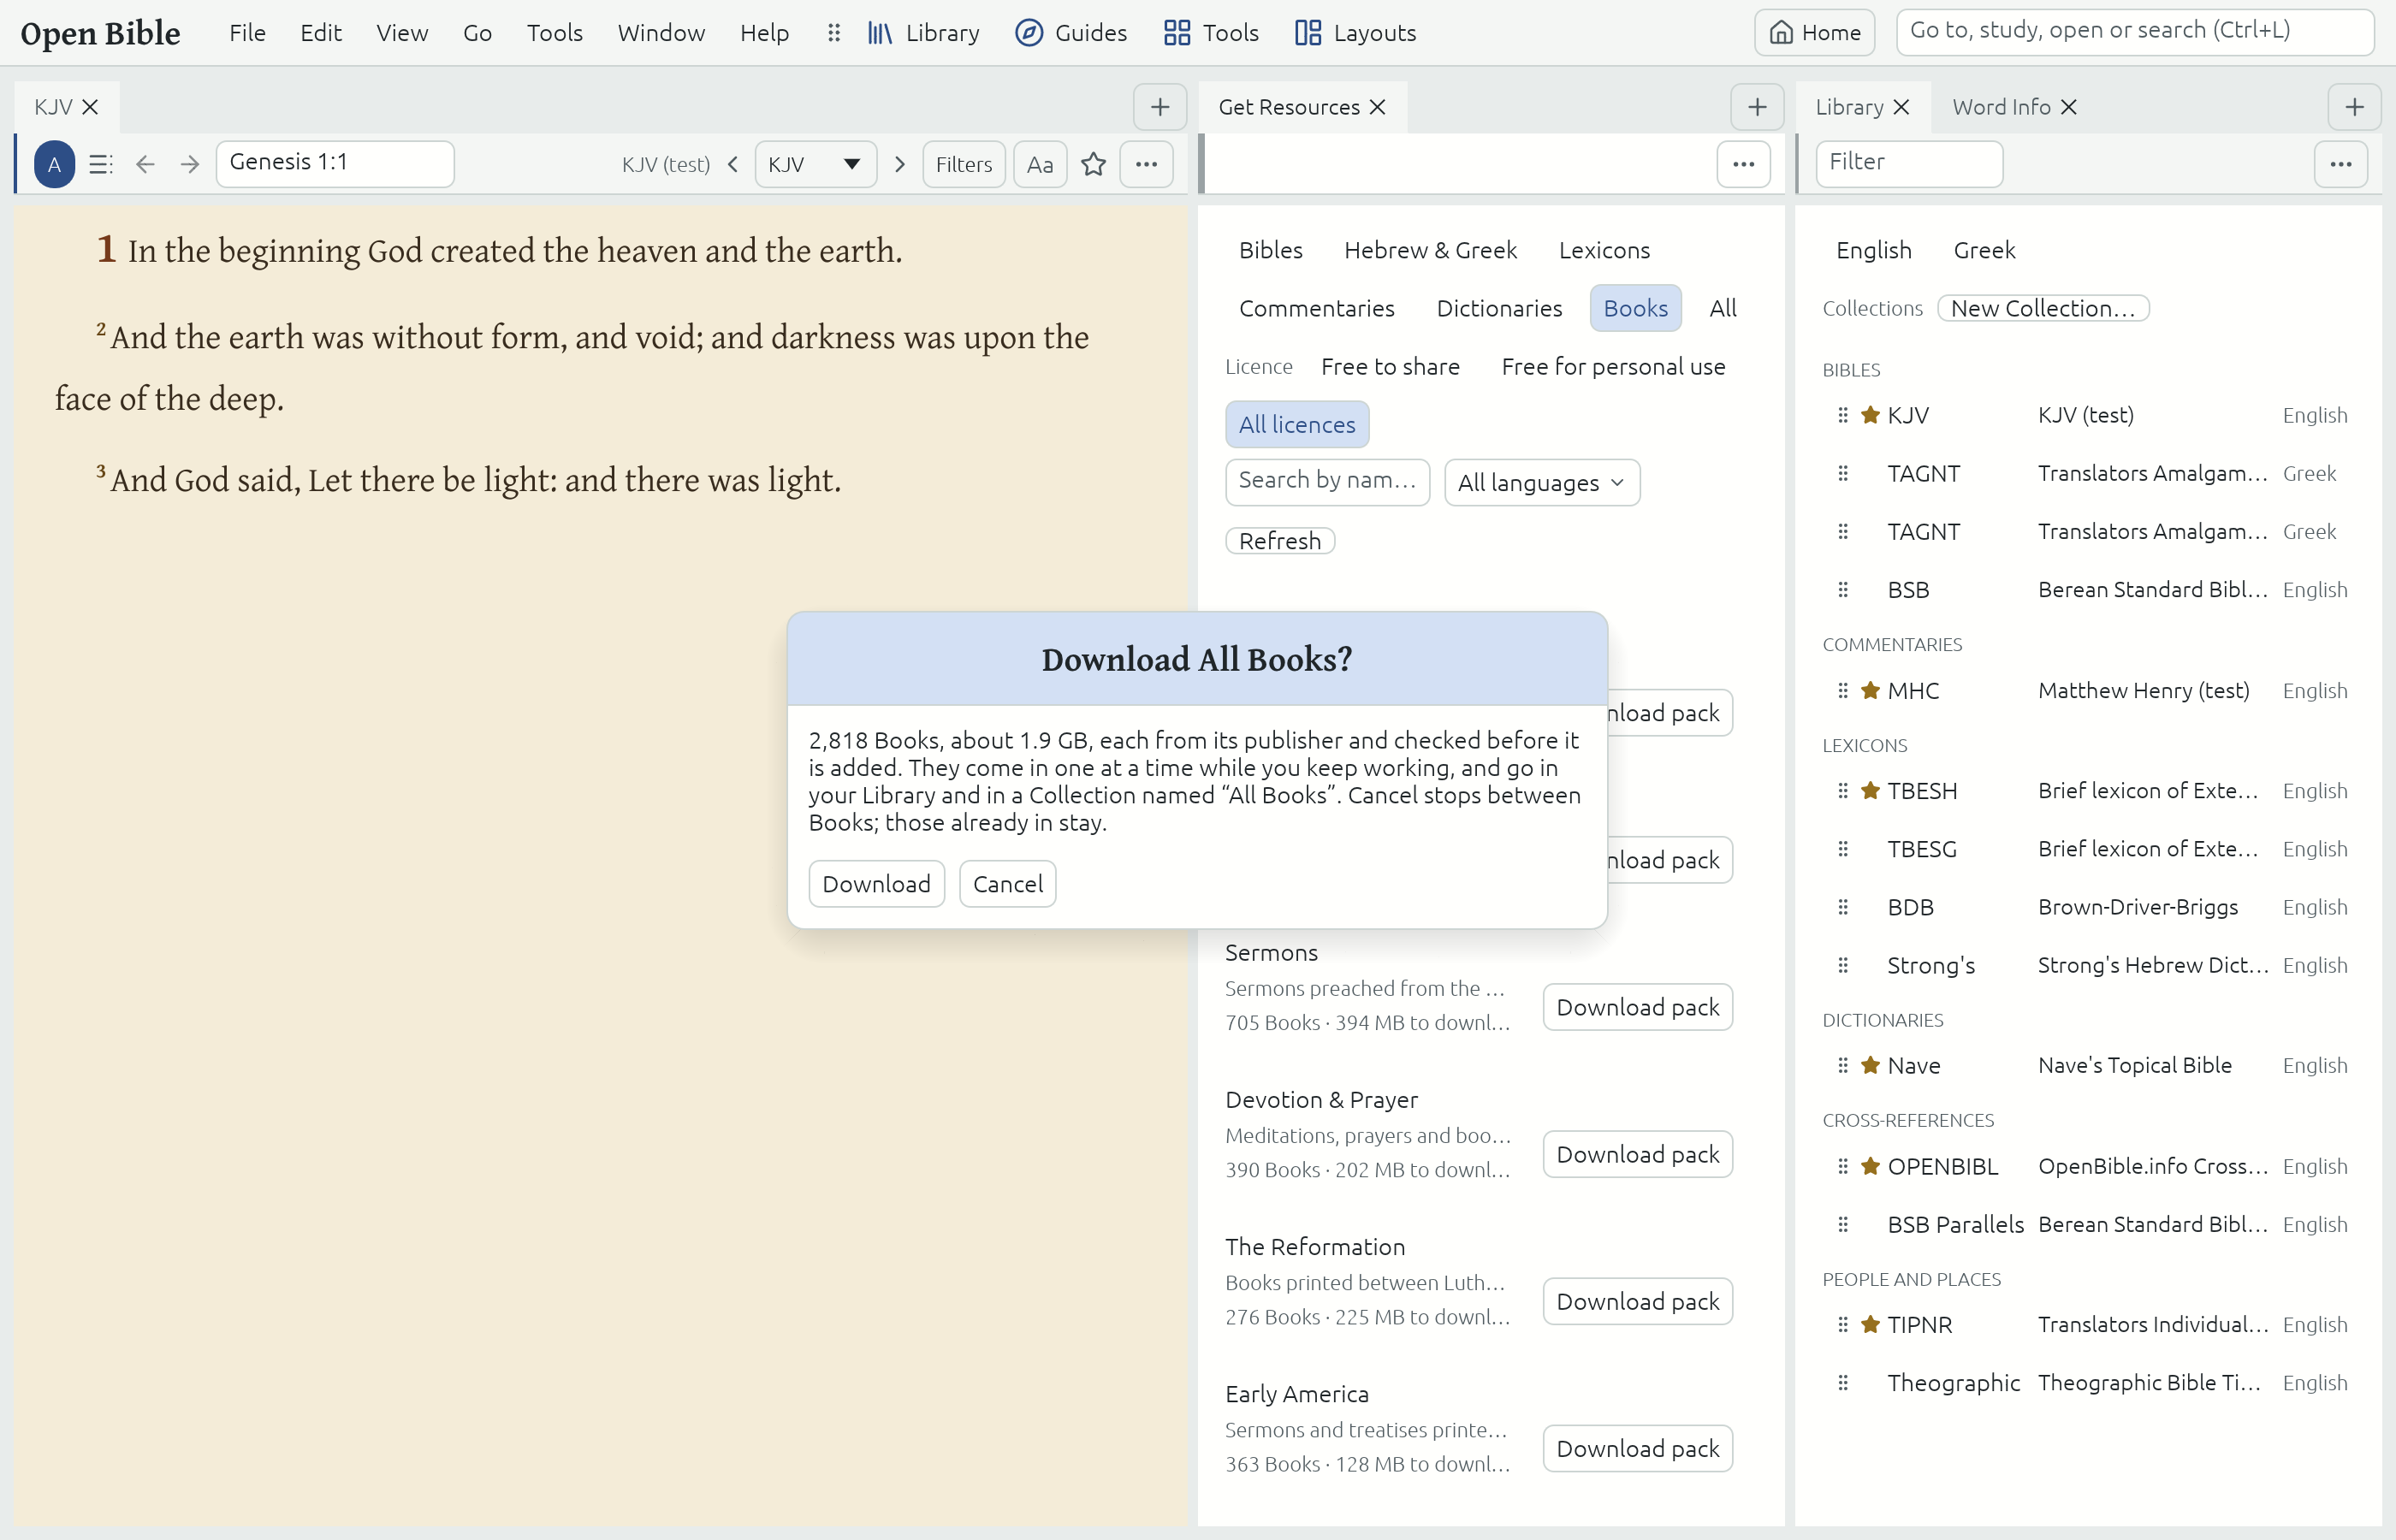 Open Bible File Edit View Go Tools Window Help Library Guides Tools Layouts Home Go to, study, open or search (Ctrl+L)
KJV
A Genesis 1:1 KJV (test) KJV Filters Aa
1 In the beginning God created the heaven and the earth.
2 And the earth was without form, and void; and darkness was upon the
face of the deep.
3 And God said, Let there be light: and there was light.
Get Resources
Bibles Hebrew & Greek Lexicons
Commentaries Dictionaries Books All
Licence Free to share Free for personal use
All licences
Search by nam… All languages
Refresh
Download All Books?
2,818 Books, about 1.9 GB, each from its publisher and checked before it
is added. They come in one at a time while you keep working, and go in
your Library and in a Collection named “All Books”. Cancel stops between
Books; those already in stay.
Download Cancel
pack
pack
Sermons
Sermons preached from the …
705 Books · 394 MB to downl…
Download pack
Devotion & Prayer
Meditations, prayers and boo…
390 Books · 202 MB to downl…
Download pack
The Reformation
Books printed between Luth…
276 Books · 225 MB to downl…
Download pack
Early America
Sermons and treatises printe…
363 Books · 128 MB to downl…
Download pack
Library Word Info
Filter
English Greek
Collections New Collection…
BIBLES
KJV KJV (test) English
TAGNT Translators Amalgam… Greek
TAGNT Translators Amalgam… Greek
BSB Berean Standard Bibl… English
COMMENTARIES
MHC Matthew Henry (test) English
LEXICONS
TBESH Brief lexicon of Exte… English
TBESG Brief lexicon of Exte… English
BDB Brown-Driver-Briggs English
Strong's Strong's Hebrew Dict… English
DICTIONARIES
Nave Nave's Topical Bible English
CROSS-REFERENCES
OPENBIBL OpenBible.info Cross… English
BSB Parallels Berean Standard Bibl… English
PEOPLE AND PLACES
TIPNR Translators Individual… English
Theographic Theographic Bible Ti… English